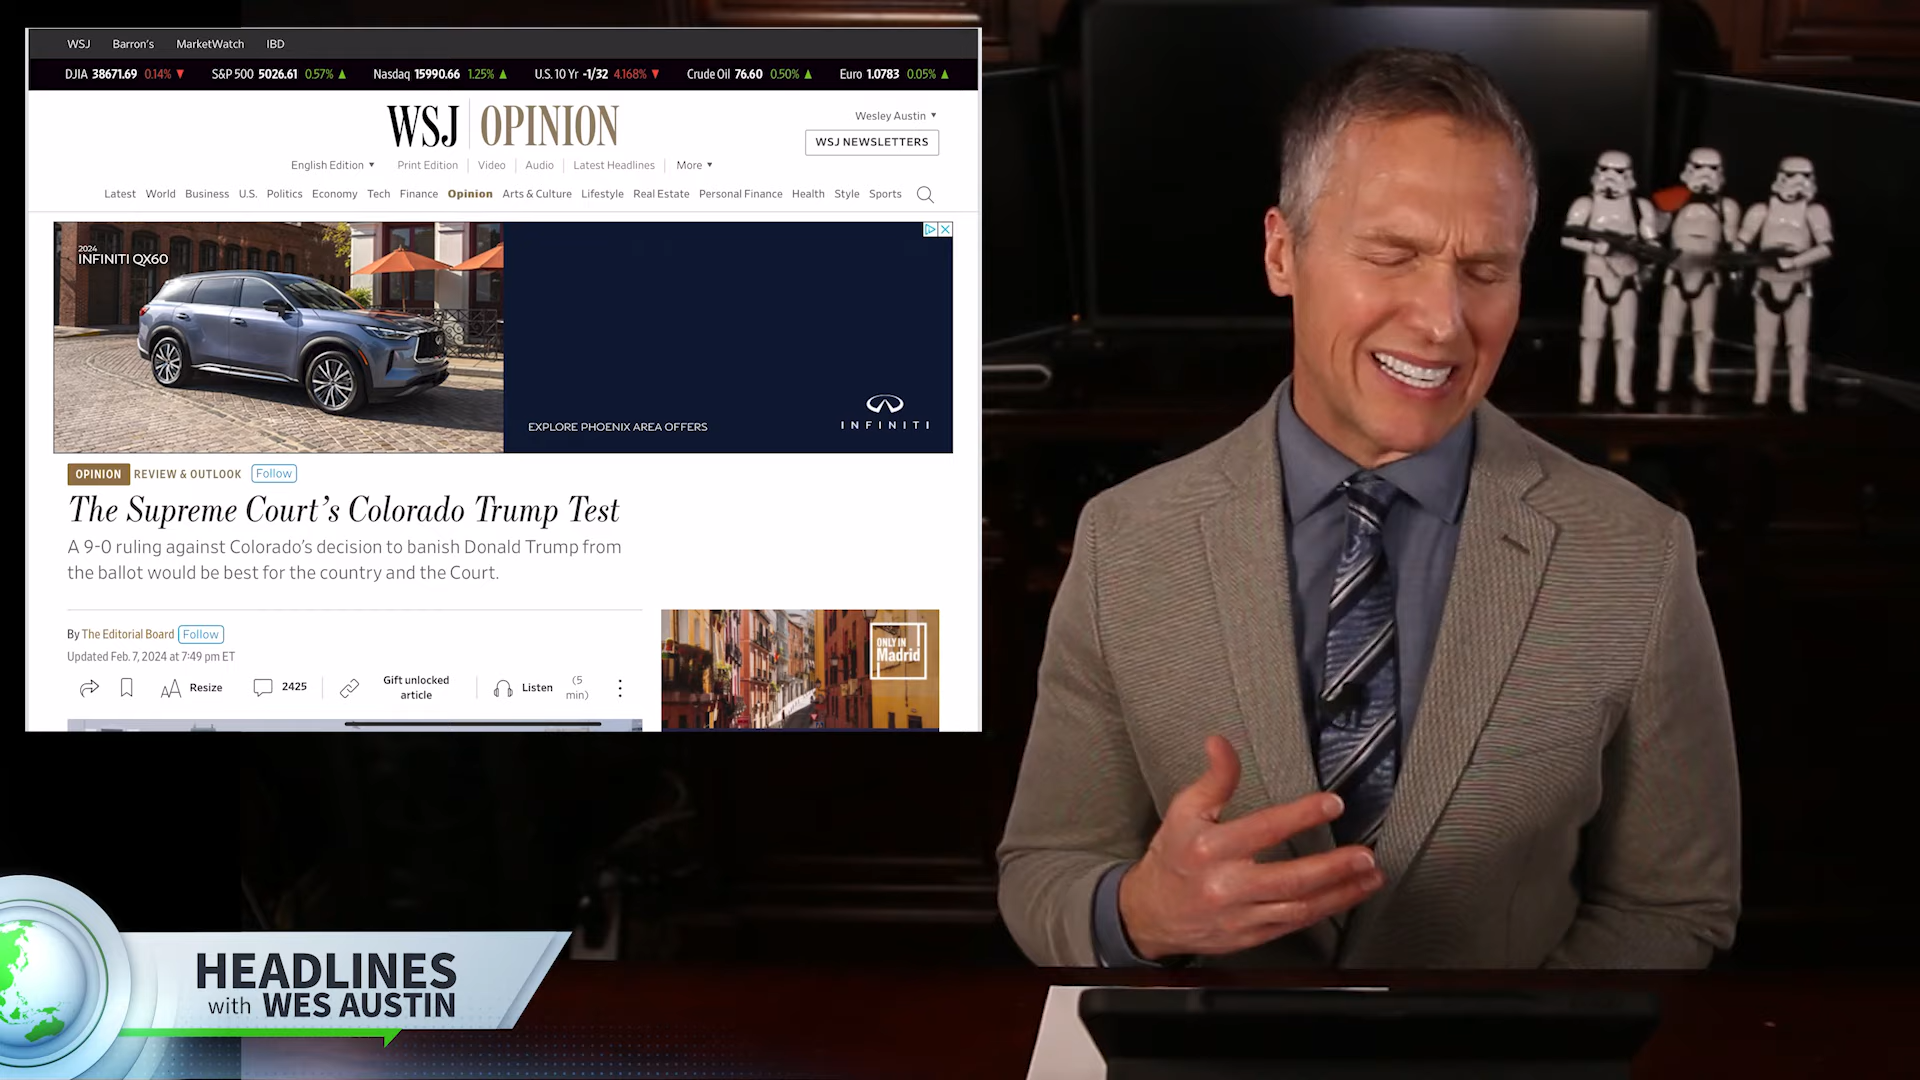 WSJ Barron's MarketWatch IBD
DJIA 38671.69 0.14% ▼ S&P 500 5026.61 0.57% ▲ Nasdaq 15990.66 1.25% ▲ U.S. 10 Yr -1/32 4.168% ▼ Crude Oil 76.60 0.50% ▲ Euro 1.0783 0.05% ▲
WSJ OPINION
Wesley Austin ▼
WSJ NEWSLETTERS
English Edition ▼ Print Edition Video Audio Latest Headlines More ▼
Latest World Business U.S. Politics Economy Tech Finance Opinion Arts & Culture Lifestyle Real Estate Personal Finance Health Style Sports
2024
INFINITI QX60
EXPLORE PHOENIX AREA OFFERS
INFINITI
OPINION REVIEW & OUTLOOK Follow
The Supreme Court's Colorado Trump Test
A 9-0 ruling against Colorado's decision to banish Donald Trump from
the ballot would be best for the country and the Court.
By The Editorial Board Follow
Updated Feb. 7, 2024 at 7:49 pm ET
AA Resize 2425 Gift unlocked
article
Listen (5
min)
ONLY IN
Madrid
HEADLINES
with WES AUSTIN